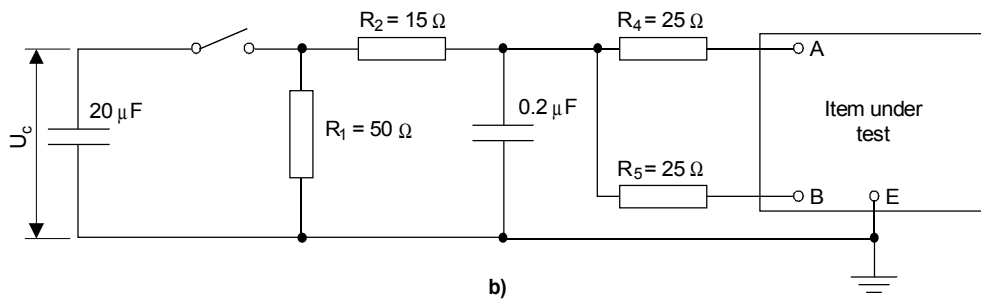 R2 = 15 Ω
R4 = 25 Ω
A
Uc
20 μF
R1 = 50 Ω
0.2 μF
Item under
test
R5 = 25 Ω
B
E
b)